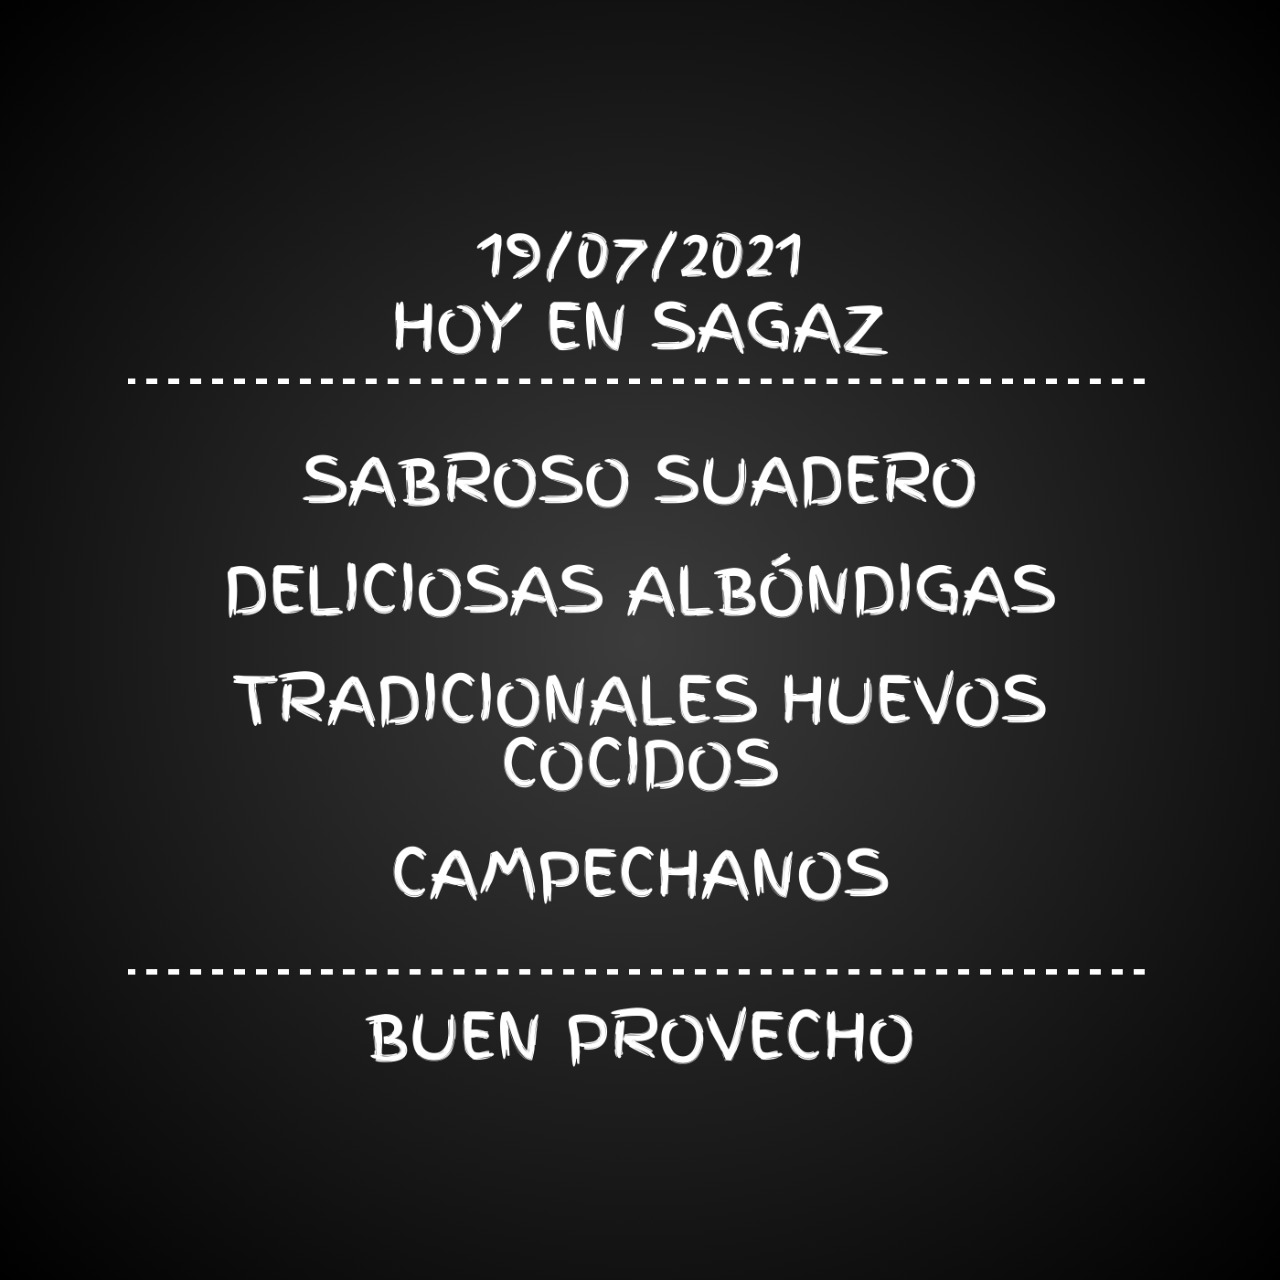 19/07/2021
HOY EN SAGAZ
SABROSO SUADERO
DELICIOSAS ALBÓNDIGAS
TRADICIONALES HUEVOS
COCIDOS
CAMPECHANOS
BUEN PROVECHO